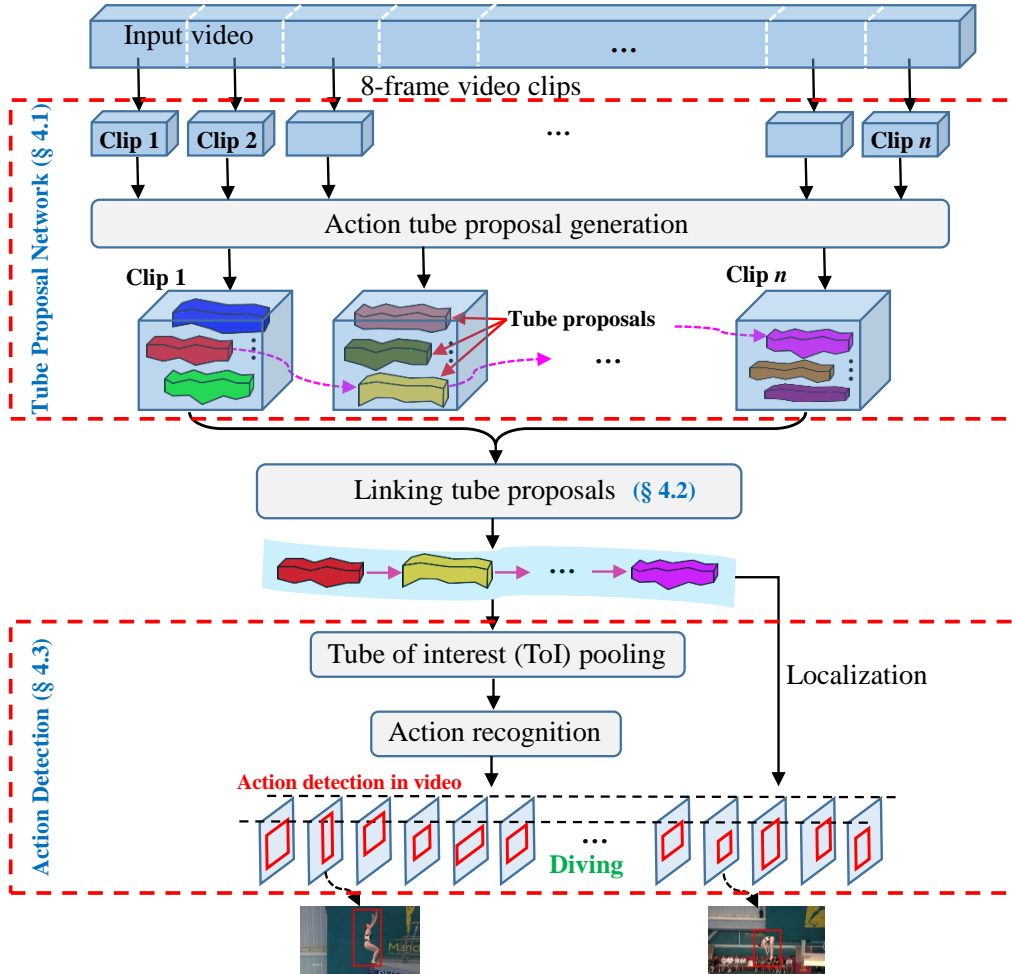 Input video
...
8-frame video clips
Tube Proposal Network (§ 4.1)
Clip 1
Clip 2
...
Clip n
Action tube proposal generation
Clip 1
Clip n
Tube proposals
...
Linking tube proposals (§ 4.2)
...
Action Detection (§ 4.3)
Tube of interest (ToI) pooling
Localization
Action recognition
Action detection in video
...
Diving